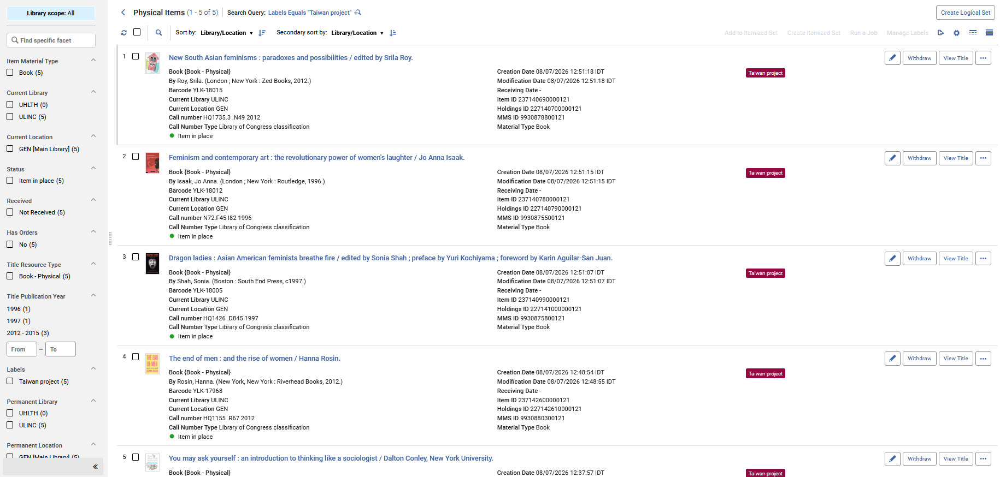 Library scope: All
Find specific facet
Item Material Type
Book (5)
Current Library
UHLTH (0)
ULINC (5)
Current Location
GEN [Main Library] (5)
Status
Item in place (5)
Received
Not Received (5)
Has Orders
No (5)
Title Resource Type
Book - Physical (5)
Title Publication Year
1996 (1)
1997 (1)
2012 - 2015 (3)
From – To
Labels
Taiwan project (5)
Permanent Library
UHLTH (0)
ULINC (5)
Permanent Location
GEN [Main Library] (5)
Physical Items (1 - 5 of 5) Search Query: Labels Equals "Taiwan project"
Create Logical Set
Sort by: Library/Location Secondary sort by: Library/Location
Add to Itemized Set Create Itemized Set Run a Job Manage Labels
1 New South Asian feminisms : paradoxes and possibilities / edited by Srila Roy.
Withdraw View Title
Book {Book - Physical}
By Roy, Srila. (London ; New York : Zed Books, 2012.)
Barcode YLK-18015
Current Library ULINC
Current Location GEN
Call number HQ1735.3 .N49 2012
Call Number Type Library of Congress classification
Item in place
Creation Date 08/07/2026 12:51:18 IDT
Modification Date 08/07/2026 12:51:18 IDT
Receiving Date -
Item ID 237140690000121
Holdings ID 227140700000121
MMS ID 9930878800121
Material Type Book
Taiwan project
2 Feminism and contemporary art : the revolutionary power of women's laughter / Jo Anna Isaak.
Withdraw View Title
Book {Book - Physical}
By Isaak, Jo Anna. (London ; New York : Routledge, 1996.)
Barcode YLK-18012
Current Library ULINC
Current Location GEN
Call number N72.F45 I82 1996
Call Number Type Library of Congress classification
Item in place
Creation Date 08/07/2026 12:51:15 IDT
Modification Date 08/07/2026 12:51:15 IDT
Receiving Date -
Item ID 237140780000121
Holdings ID 227140790000121
MMS ID 9930875500121
Material Type Book
Taiwan project
3 Dragon ladies : Asian American feminists breathe fire / edited by Sonia Shah ; preface by Yuri Kochiyama ; foreword by Karin Aguilar-San Juan.
Withdraw View Title
Book {Book - Physical}
By Shah, Sonia. (Boston : South End Press, c1997.)
Barcode YLK-18005
Current Library ULINC
Current Location GEN
Call number HQ1426 .D845 1997
Call Number Type Library of Congress classification
Item in place
Creation Date 08/07/2026 12:51:07 IDT
Modification Date 08/07/2026 12:51:07 IDT
Receiving Date -
Item ID 237140990000121
Holdings ID 227141000000121
MMS ID 9930875800121
Material Type Book
Taiwan project
4 The end of men : and the rise of women / Hanna Rosin.
Withdraw View Title
THE END
OF MEN
HANNA ROSIN
Book {Book - Physical}
By Rosin, Hanna. (New York, New York : Riverhead Books, 2012.)
Barcode YLK-17968
Current Library ULINC
Current Location GEN
Call number HQ1155 .R67 2012
Call Number Type Library of Congress classification
Item in place
Creation Date 08/07/2026 12:48:54 IDT
Modification Date 08/07/2026 12:48:55 IDT
Receiving Date -
Item ID 237142600000121
Holdings ID 227142610000121
MMS ID 9930880300121
Material Type Book
Taiwan project
5 You may ask yourself : an introduction to thinking like a sociologist / Dalton Conley, New York University.
Withdraw View Title
Book {Book - Physical}
Creation Date 08/07/2026 12:37:57 IDT
Taiwan project